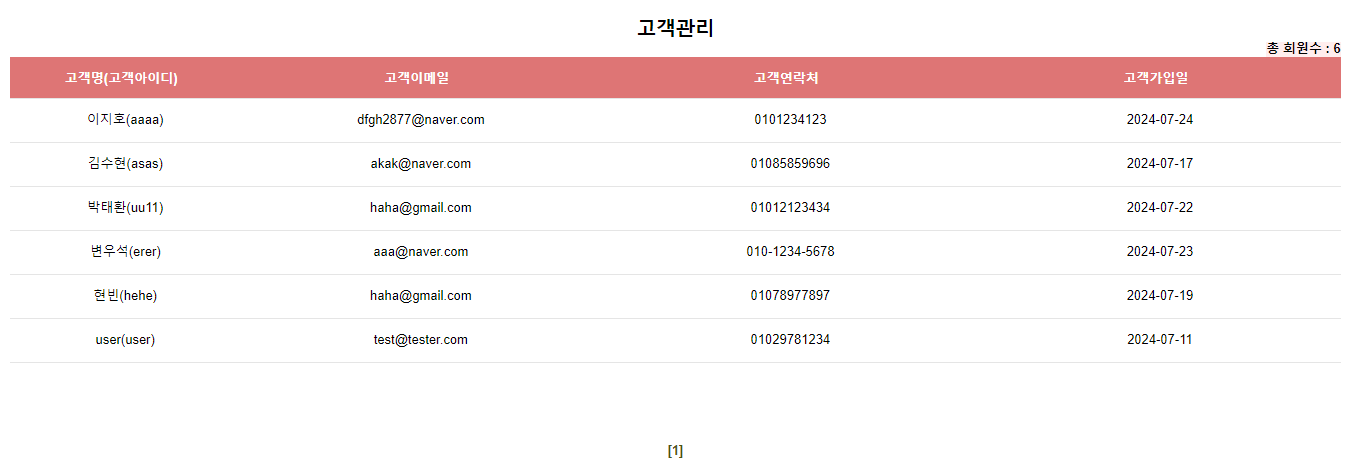 고객관리
총 회원수 : 6
고객명(고객아이디) 고객이메일 고객연락처 고객가입일
이지호(aaaa) dfgh2877@naver.com 0101234123 2024-07-24
김수현(asas) akak@naver.com 01085859696 2024-07-17
박태환(uu11) haha@gmail.com 01012123434 2024-07-22
변우석(erer) aaa@naver.com 010-1234-5678 2024-07-23
현빈(hehe) haha@gmail.com 01078977897 2024-07-19
user(user) test@tester.com 01029781234 2024-07-11
[1]